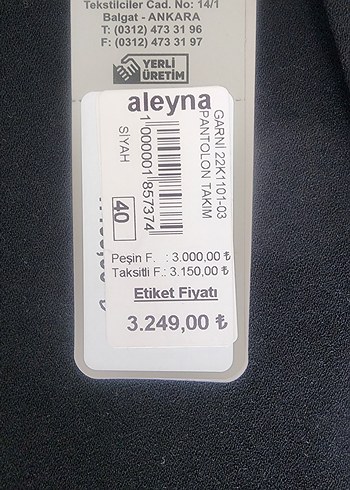 Tekstilciler Cad. No: 14/1
Balgat - ANKARA
T: (0312) 473 31 96
F: (0312) 473 31 97
YERLİ
ÜRETİM
aleyna
GARNİ 22K1101-03
PANTOLON TAKIM
1000001857374
SİYAH
40
Peşin F. : 3.000,00 ₺
Taksitli F.: 3.150,00 ₺
Etiket Fiyatı
3.249,00 ₺